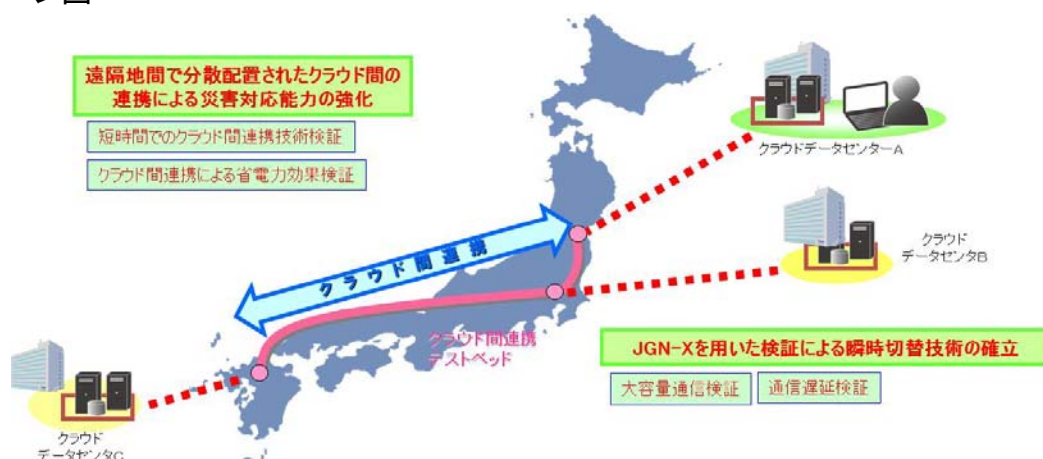 遠隔地間で分散配置されたクラウド間の
連携による災害対応能力の強化
短時間でのクラウド間連携技術検証
クラウド間連携による省電力効果検証
クラウドデータセンターA
クラウド間連携
クラウド
データセンタB
クラウド間連携
テストベッド
JGN-Xを用いた検証による瞬時切替技術の確立
大容量通信検証
通信遅延検証
クラウド
データセンタC